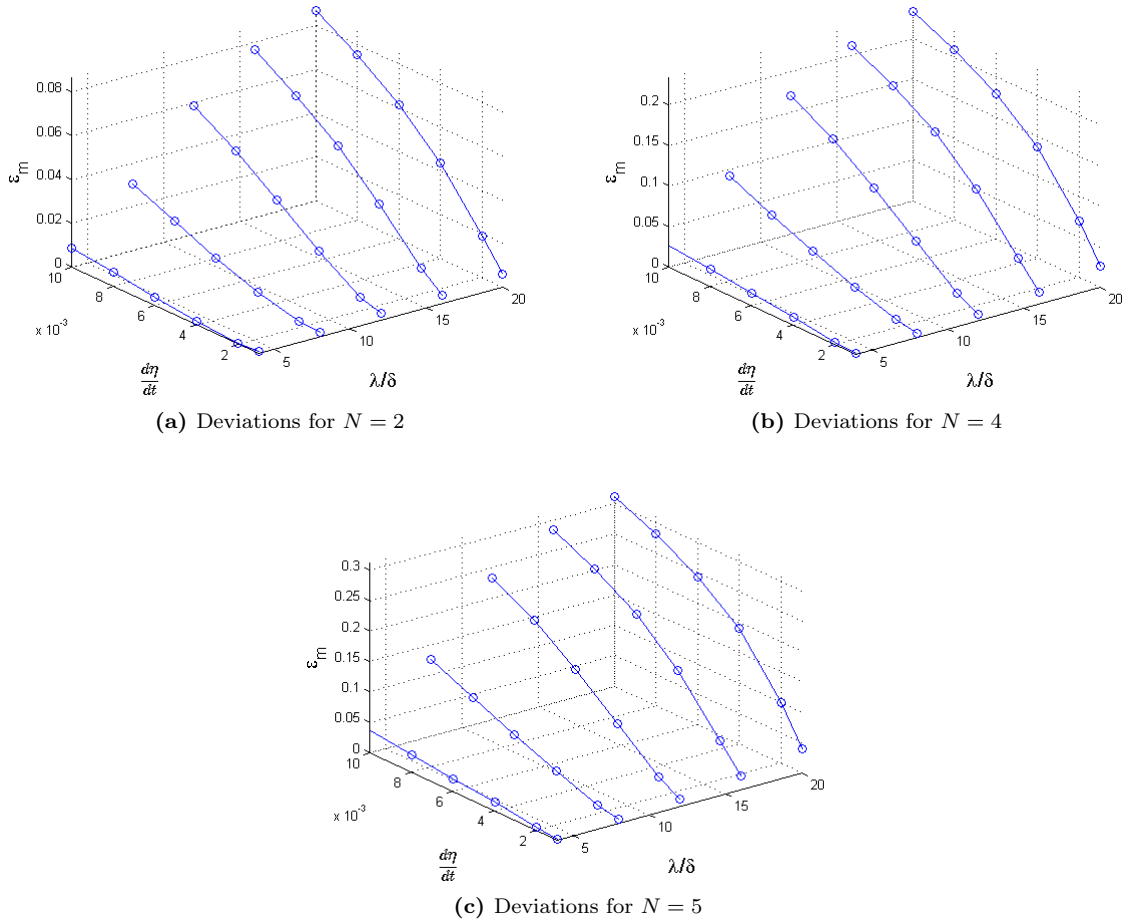 0.08
0.06
0.04
0.02
0
εm
10
8
6
4
2
x 10-3
dη
dt
5
10
15
20
λ/δ
(a) Deviations for N = 2
0.2
0.15
0.1
0.05
0
εm
10
8
6
4
2
x 10-3
dη
dt
5
10
15
20
λ/δ
(b) Deviations for N = 4
0.3
0.25
0.2
0.15
0.1
0.05
0
εm
10
8
6
4
2
x 10-3
dη
dt
5
10
15
20
λ/δ
(c) Deviations for N = 5